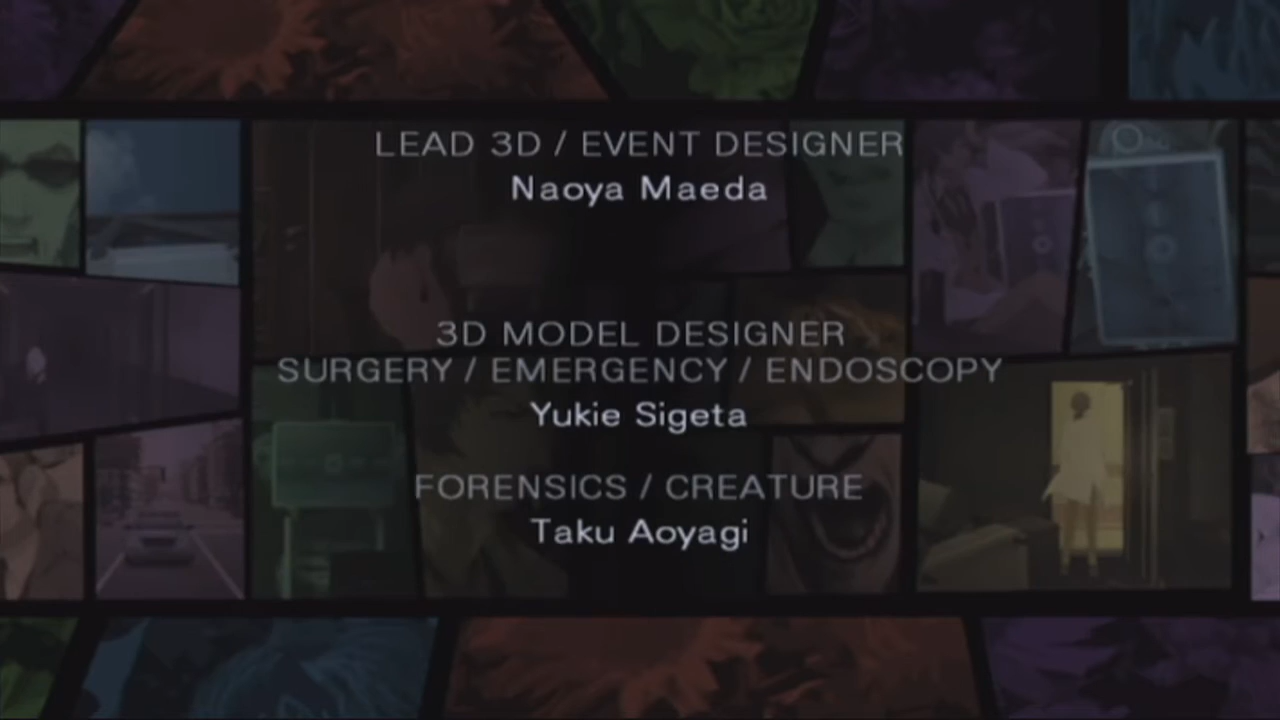 LEAD 3D / EVENT DESIGNER
Naoya Maeda
3D MODEL DESIGNER
SURGERY / EMERGENCY / ENDOSCOPY
Yukie Sigeta
FORENSICS / CREATURE
Taku Aoyagi